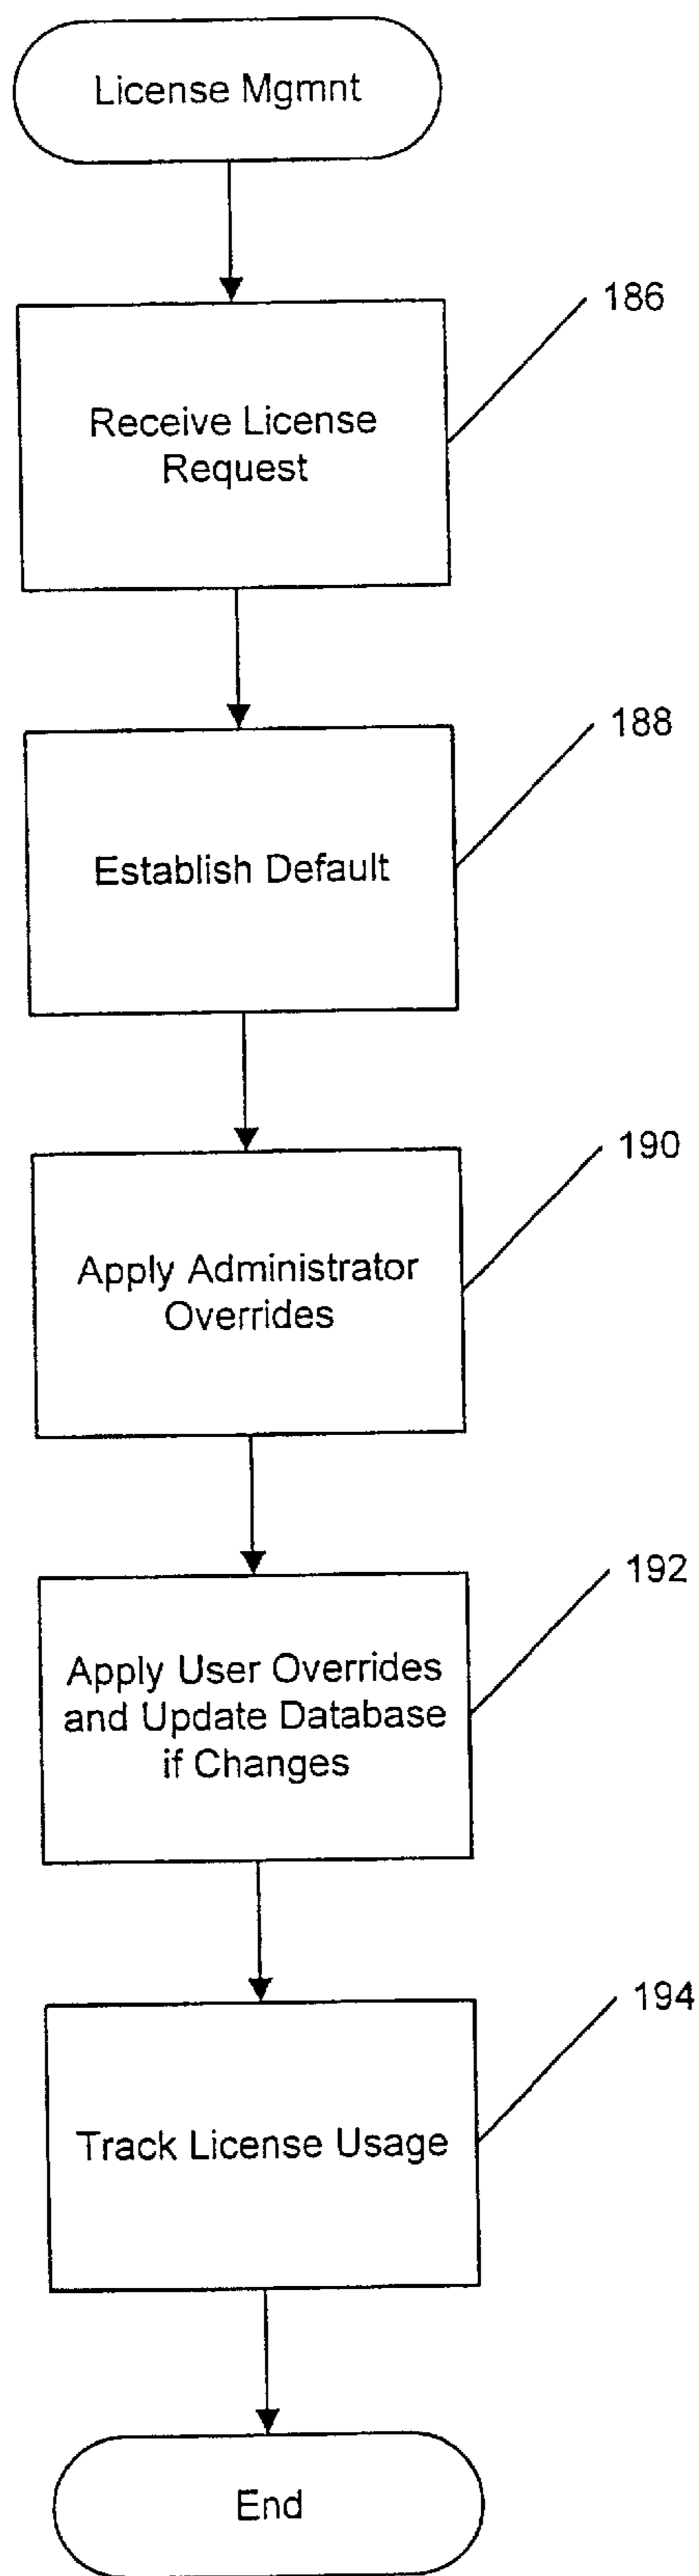 License Mgmnt
186
Receive License
Request
188
Establish Default
190
Apply Administrator
Overrides
192
Apply User Overrides
and Update Database
if Changes
194
Track License Usage
End